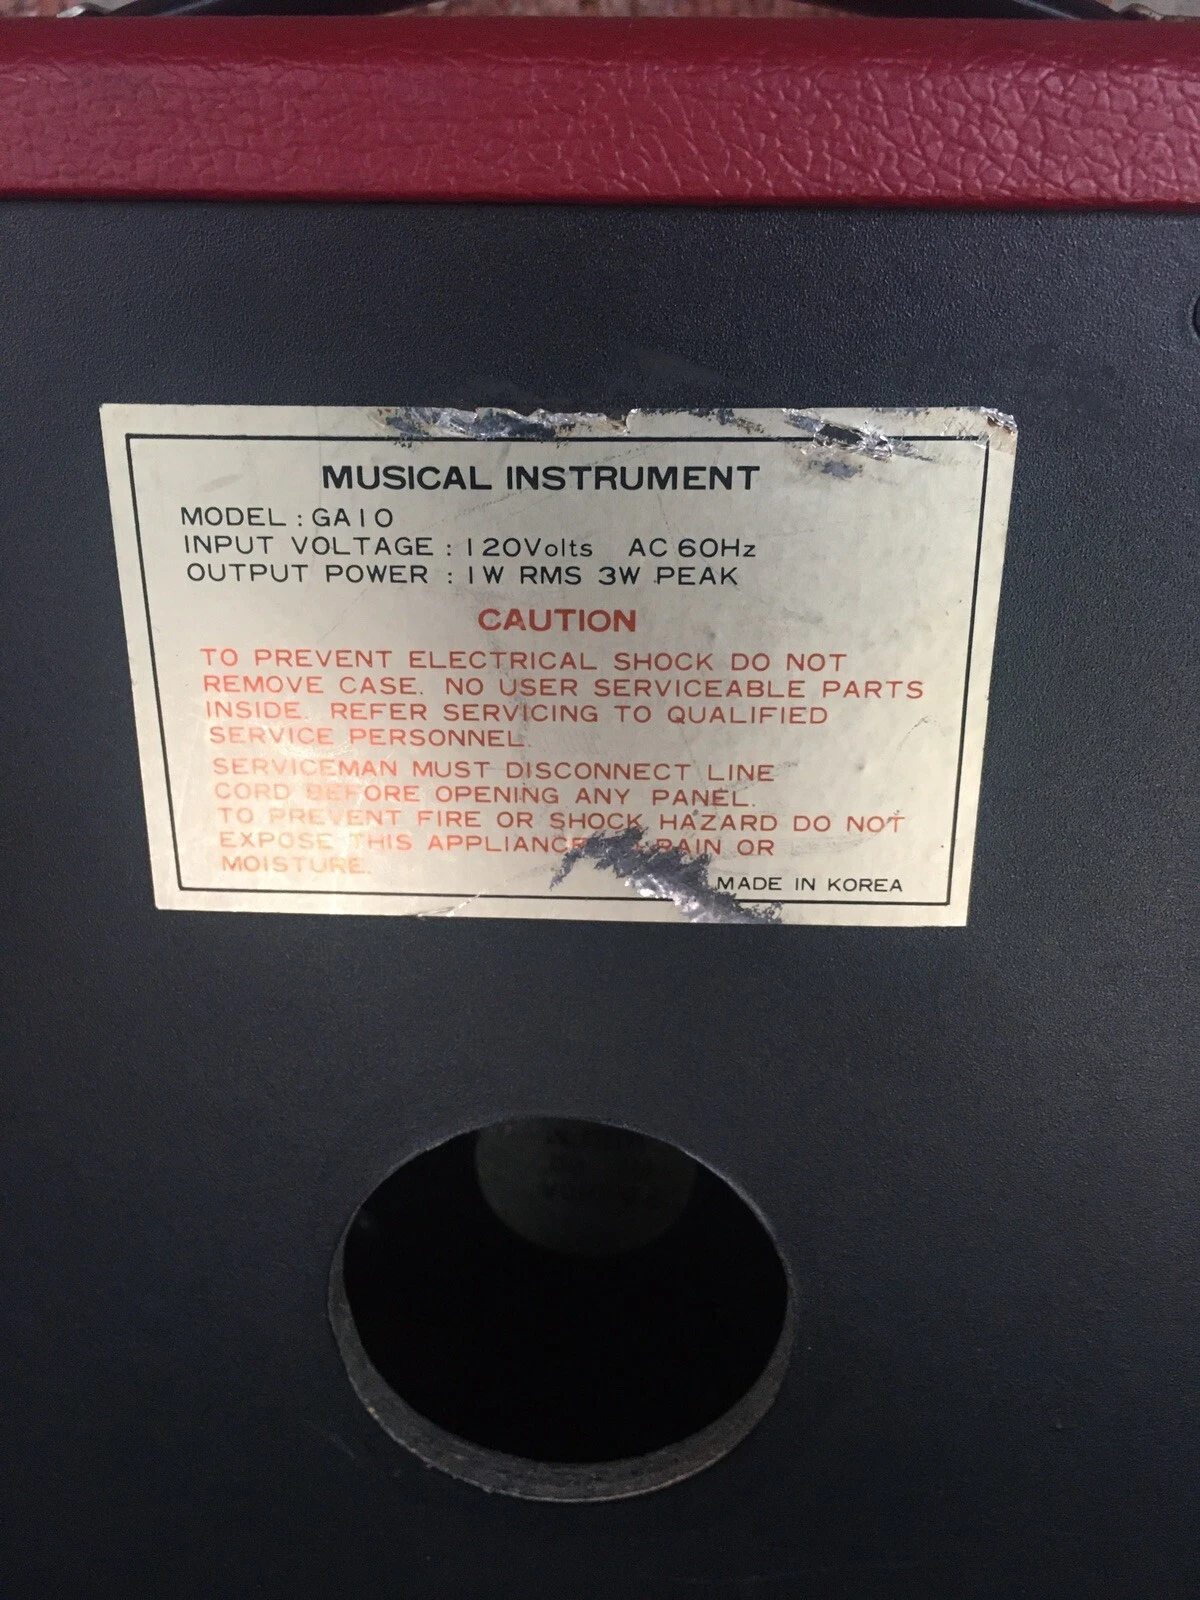 MUSICAL INSTRUMENT
MODEL : GA10
INPUT VOLTAGE : 120Volts AC 60Hz
OUTPUT POWER : 1W RMS 3W PEAK
CAUTION
TO PREVENT ELECTRICAL SHOCK DO NOT
REMOVE CASE. NO USER SERVICEABLE PARTS
INSIDE. REFER SERVICING TO QUALIFIED
SERVICE PERSONNEL.
SERVICEMAN MUST DISCONNECT LINE
CORD BEFORE OPENING ANY PANEL.
TO PREVENT FIRE OR SHOCK HAZARD DO NOT
EXPOSE THIS APPLIANCE RAIN OR
MOISTURE.
MADE IN KOREA